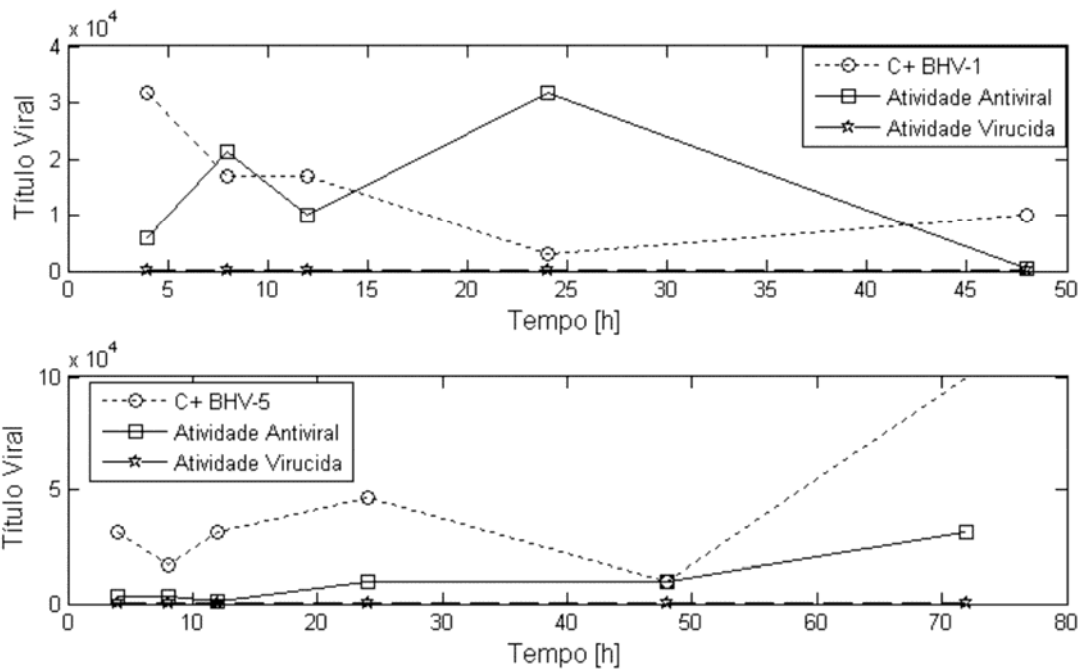 x 10^4
4
3
2
1
0
Título Viral
C+ BHV-1
Atividade Antiviral
Atividade Virucida
0 5 10 15 20 25 30 35 40 45 50
Tempo [h]
x 10^4
10
5
0
Título Viral
C+ BHV-5
Atividade Antiviral
Atividade Virucida
0 10 20 30 40 50 60 70 80
Tempo [h]